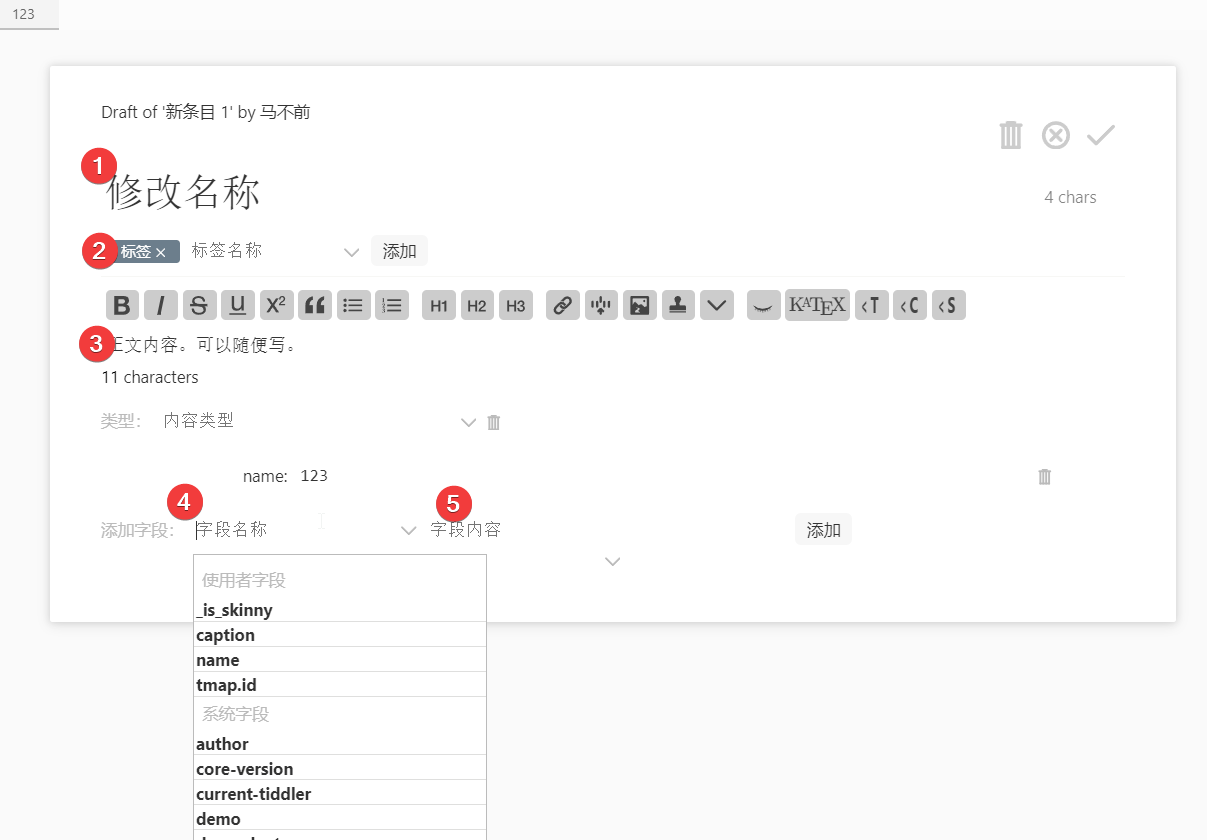 123
Draft of '新条目 1' by 马不前
1
修改名称
4 chars
2 标签 × 标签名称 添加
B I S U X² H1 H2 H3 KATEX <T <C <S
3 正文内容。可以随便写。
11 characters
类型: 内容类型
name: 123
4 5
添加字段: 字段名称 字段内容 添加
使用者字段
_is_skinny
caption
name
tmap.id
系统字段
author
core-version
current-tiddler
demo